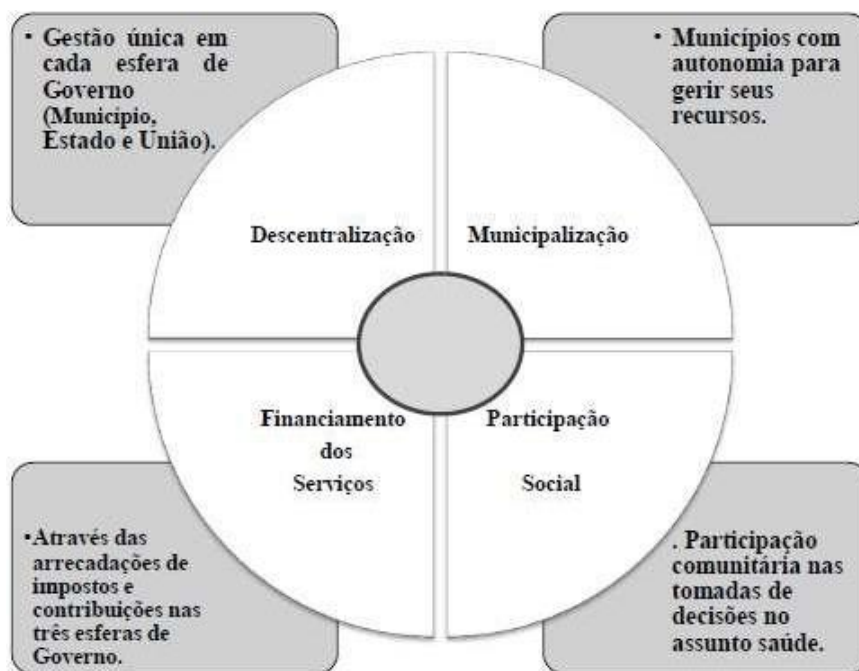 • Gestão única em
cada esfera de
Governo
(Município,
Estado e União).
• Municípios com
autonomia para
gerir seus
recursos.
Descentralização
Municipalização
Financiamento
dos
Serviços
Participação
Social
•Através das
arrecadações de
impostos e
contribuições nas
três esferas de
Governo.
. Participação
comunitária nas
tomadas de
decisões no
assunto saúde.